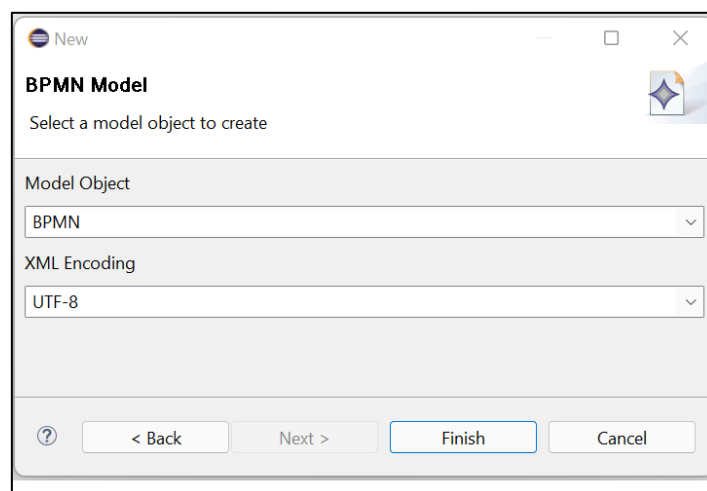 New
BPMN Model
Select a model object to create
Model Object
BPMN
XML Encoding
UTF-8
? < Back Next > Finish Cancel